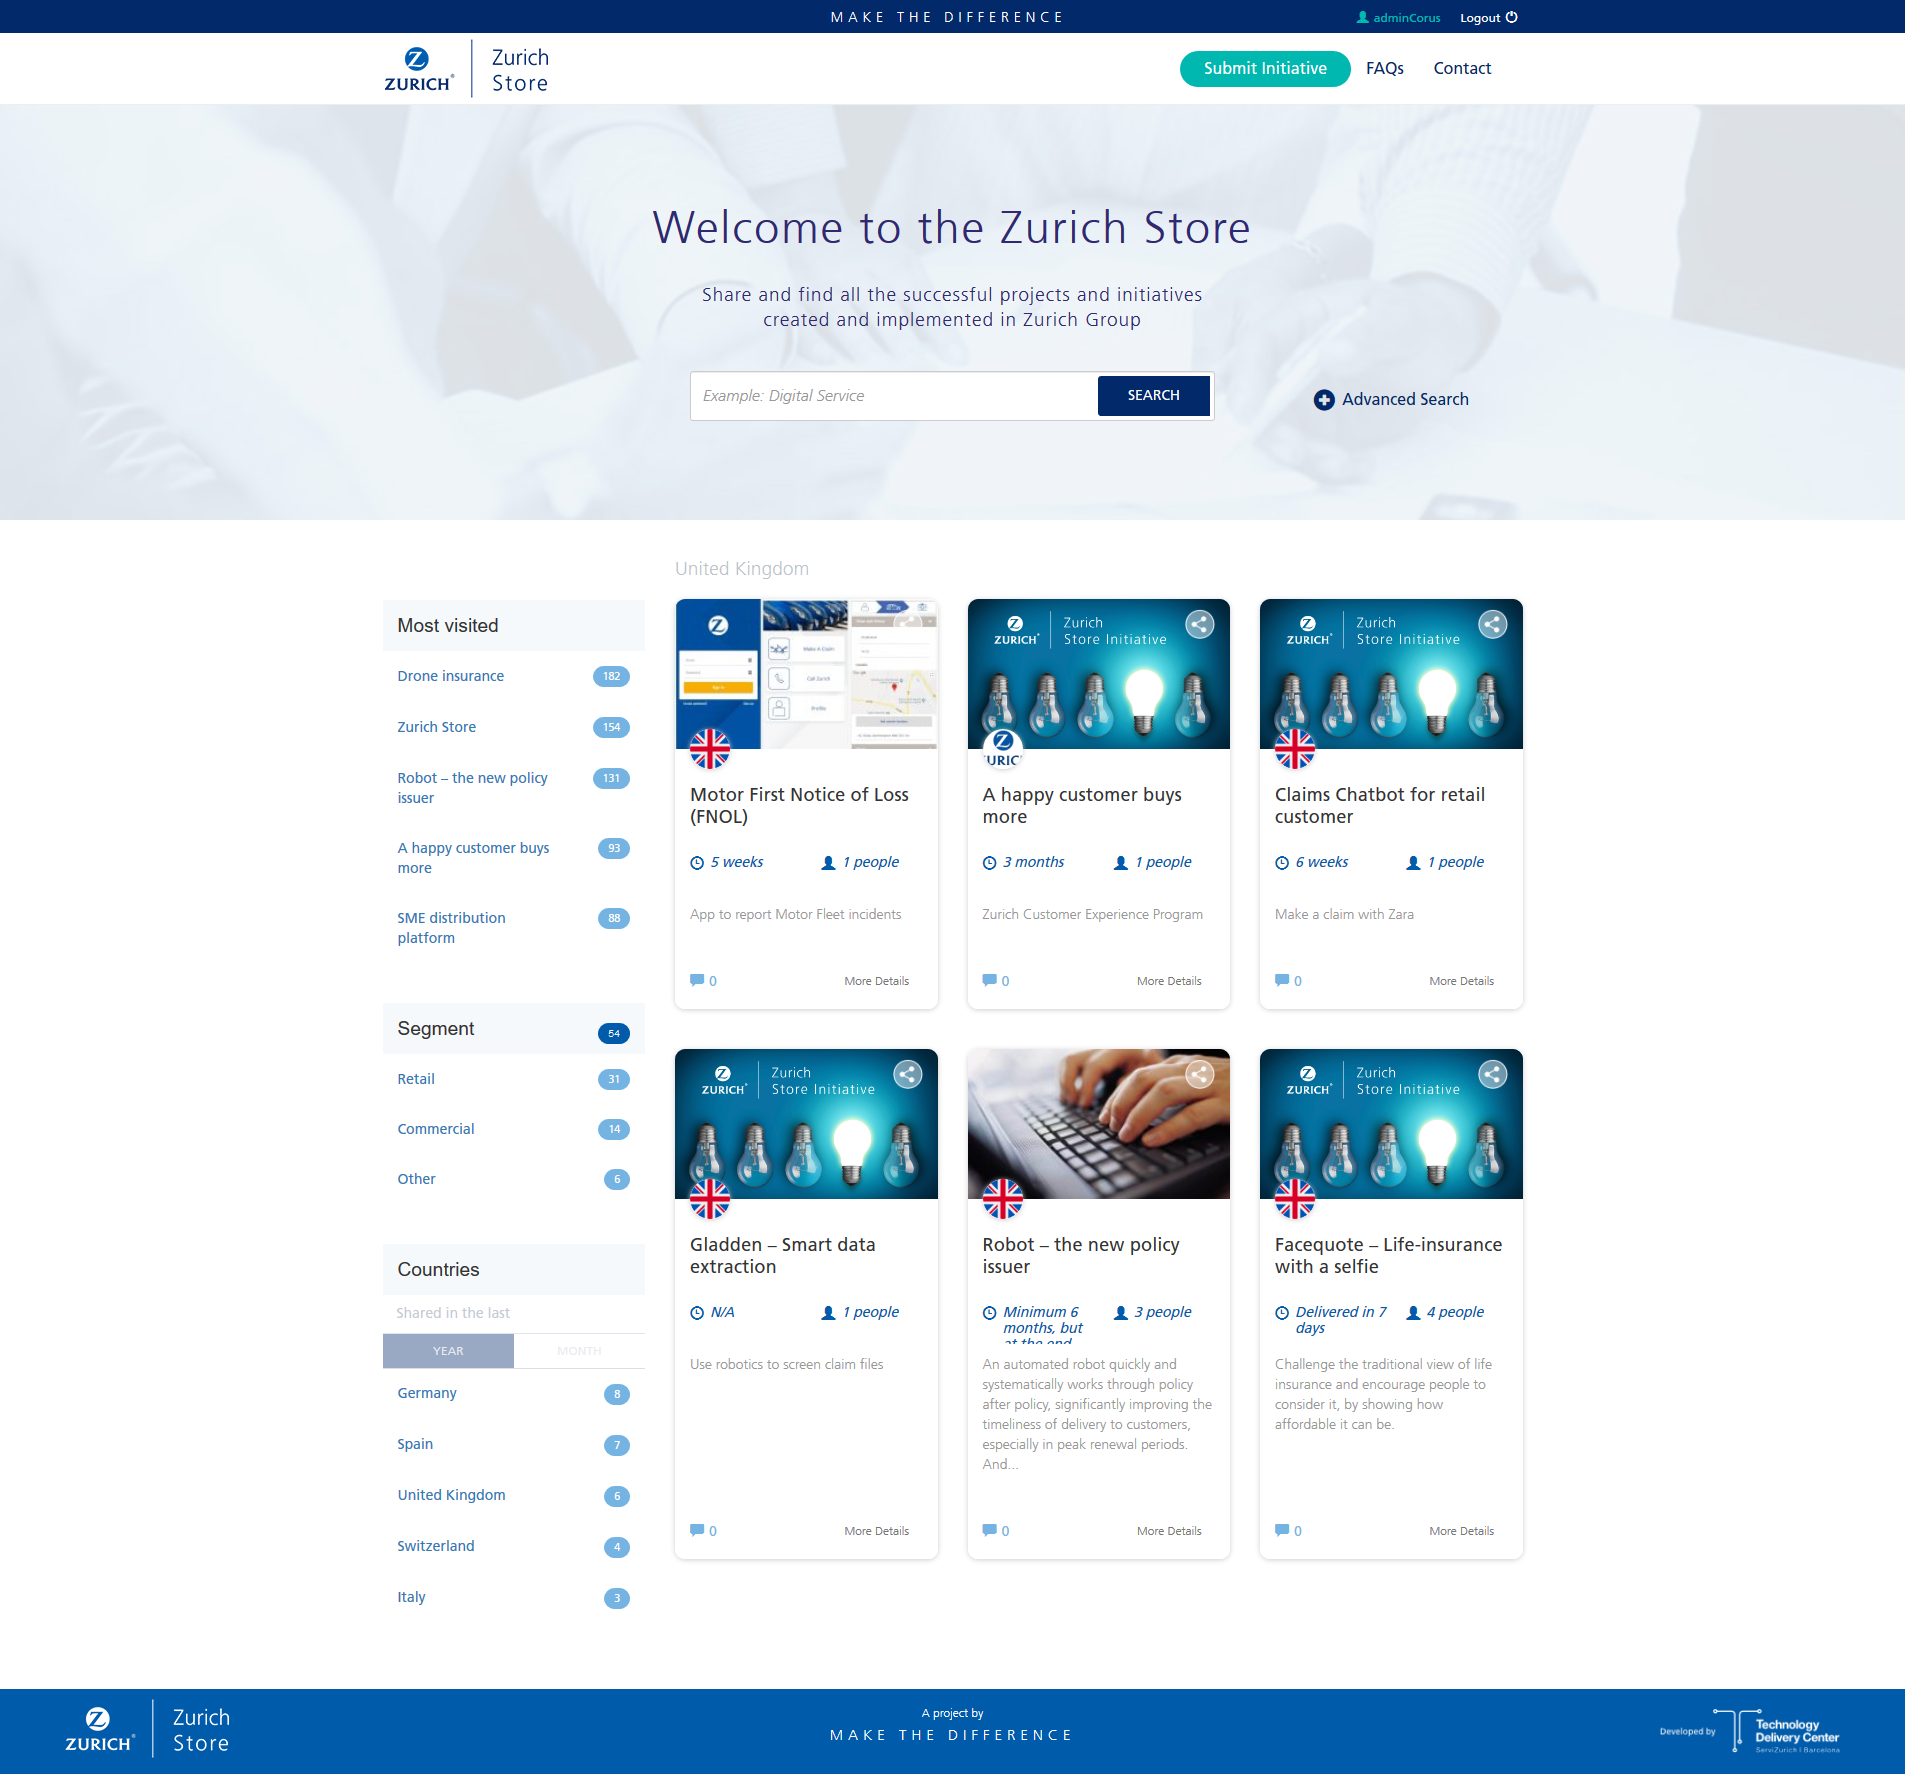 MAKE THE DIFFERENCE
adminCorus
Logout
ZURICH
Zurich
Store
Submit Initiative
FAQs
Contact
Welcome to the Zurich Store
Share and find all the successful projects and initiatives
created and implemented in Zurich Group
Example: Digital Service
SEARCH
Advanced Search
United Kingdom
Most visited
Drone insurance 182
Zurich Store 154
Robot – the new policy 131
issuer
A happy customer buys 93
more
SME distribution 88
platform
Segment 54
Retail 31
Commercial 14
Other 6
Countries
Shared in the last
YEAR MONTH
Germany 8
Spain 7
United Kingdom 6
Switzerland 4
Italy 3
Make A Claim
Call Zurich
Profile
Motor First Notice of Loss
(FNOL)
5 weeks 1 people
App to report Motor Fleet incidents
0 More Details
ZURICH
Zurich
Store Initiative
A happy customer buys
more
3 months 1 people
Zurich Customer Experience Program
0 More Details
ZURICH
Zurich
Store Initiative
Claims Chatbot for retail
customer
6 weeks 1 people
Make a claim with Zara
0 More Details
ZURICH
Zurich
Store Initiative
Gladden – Smart data
extraction
N/A 1 people
Use robotics to screen claim files
0 More Details
Robot – the new policy
issuer
Minimum 6 3 people
months, but
at the end
An automated robot quickly and
systematically works through policy
after policy, significantly improving the
timeliness of delivery to customers,
especially in peak renewal periods.
And...
0 More Details
ZURICH
Zurich
Store Initiative
Facequote – Life-insurance
with a selfie
Delivered in 7 4 people
days
Challenge the traditional view of life
insurance and encourage people to
consider it, by showing how
affordable it can be.
0 More Details
ZURICH
Zurich
Store
A project by
MAKE THE DIFFERENCE
Developed by
Technology
Delivery Center
ServiZurich | Barcelona